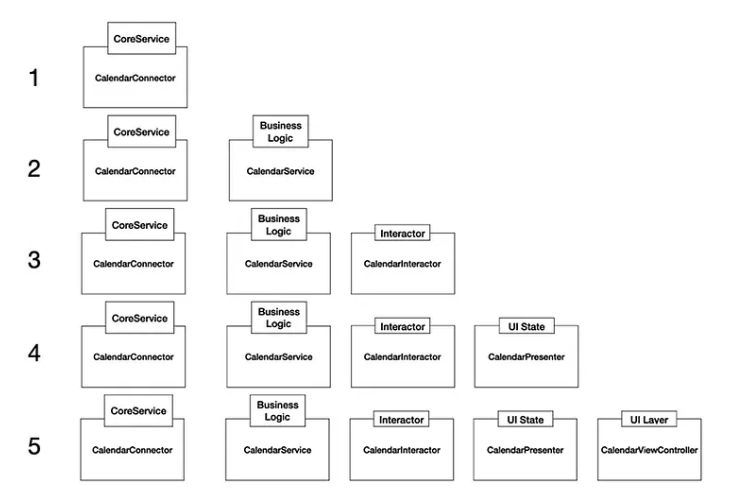 CoreService
1
CalendarConnector
CoreService
Business
Logic
2
CalendarConnector
CalendarService
CoreService
Business
Logic
Interactor
3
CalendarConnector
CalendarService
CalendarInteractor
CoreService
Business
Logic
Interactor
UI State
4
CalendarConnector
CalendarService
CalendarInteractor
CalendarPresenter
CoreService
Business
Logic
Interactor
UI State
UI Layer
5
CalendarConnector
CalendarService
CalendarInteractor
CalendarPresenter
CalendarViewController